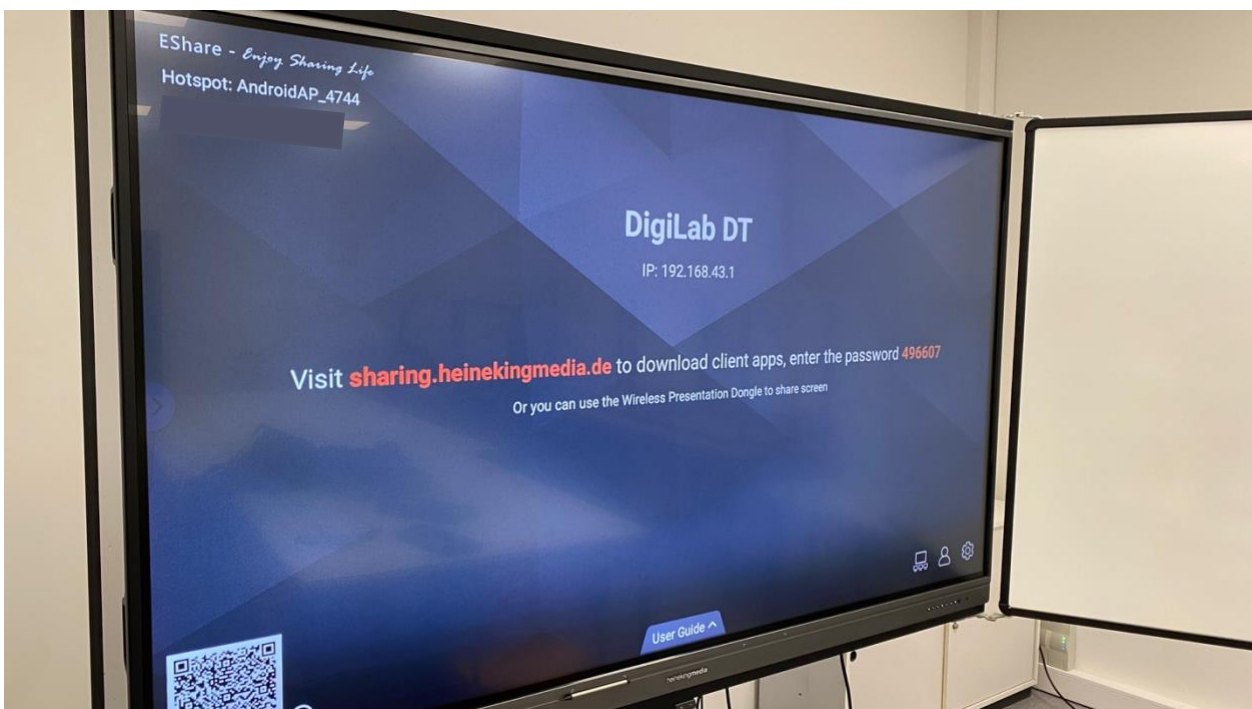 EShare - Enjoy Sharing Life
Hotspot: AndroidAP_4744
DigiLab DT
IP: 192.168.43.1
Visit sharing.heinekingmedia.de to download client apps, enter the password 496607
Or you can use the Wireless Presentation Dongle to share screen
User Guide
heinekingmedia